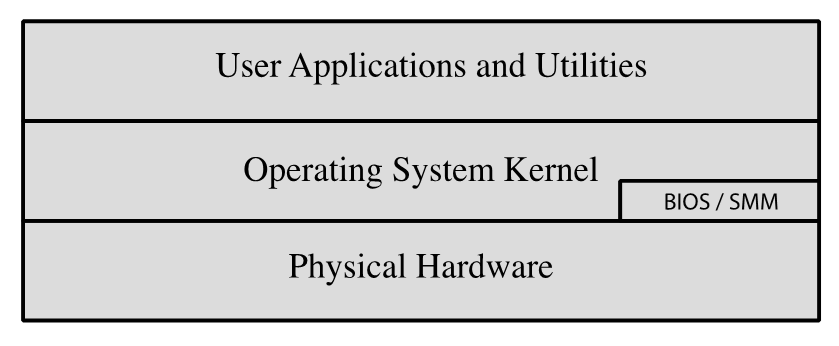 User Applications and Utilities
Operating System Kernel
BIOS / SMM
Physical Hardware